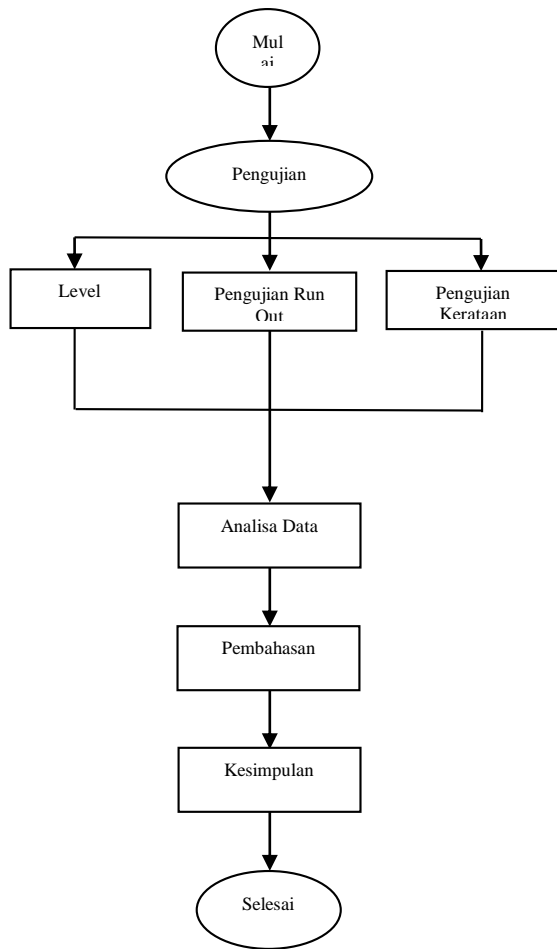 Mul
ai
Pengujian
Level
Pengujian Run
Out
Pengujian
Kerataan
Analisa Data
Pembahasan
Kesimpulan
Selesai